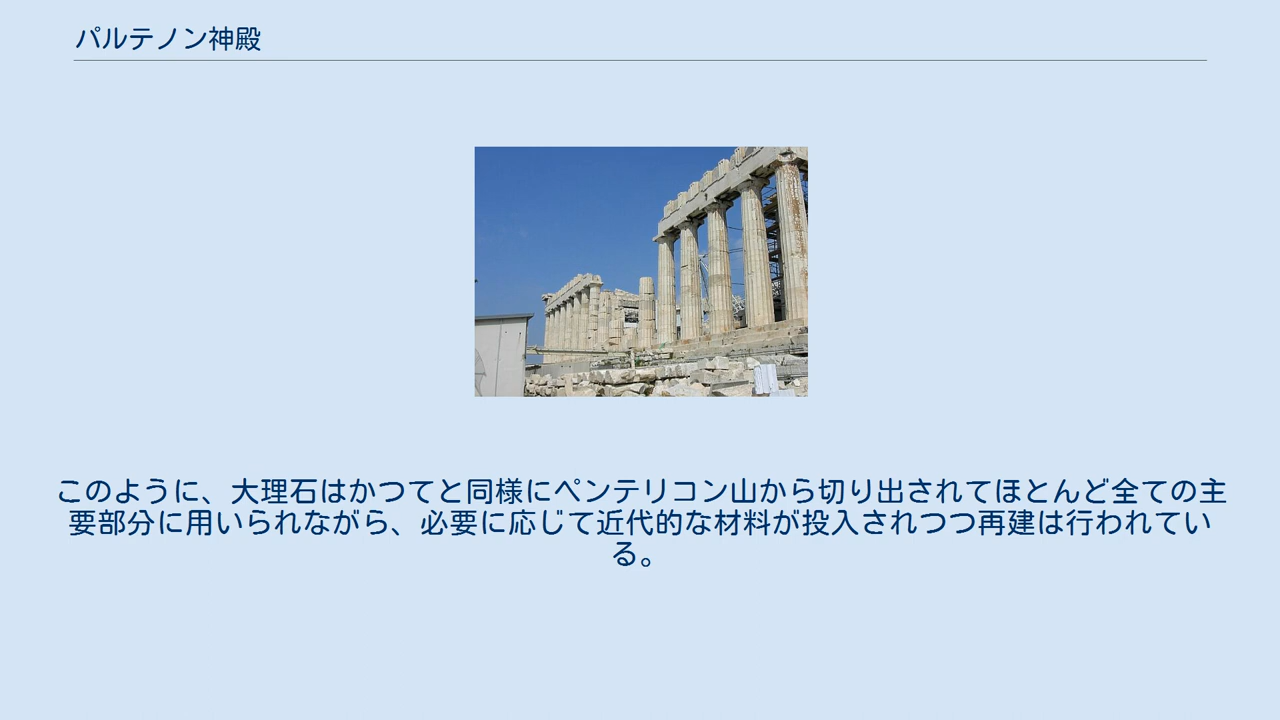 パルテノン神殿
このように、大理石はかつてと同様にペンテリコン山から切り出されてほとんど全ての主
要部分に用いられながら、必要に応じて近代的な材料が投入されつつ再建は行われてい
る。